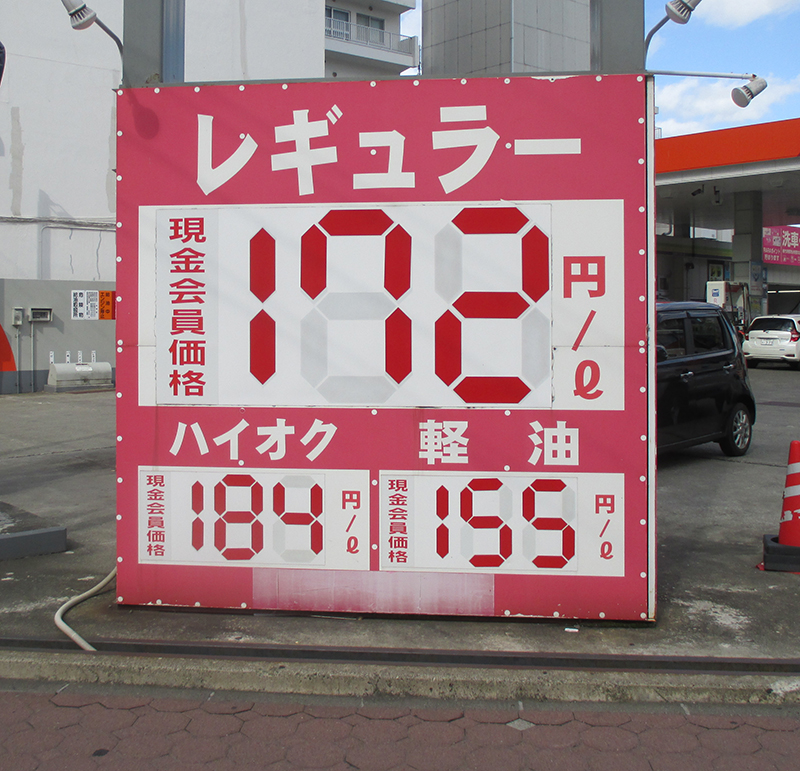 レギュラー
現金会員価格
172
円/ℓ
ハイオク
軽油
現金会員価格
184
円/ℓ
現金会員価格
155
円/ℓ
洗車